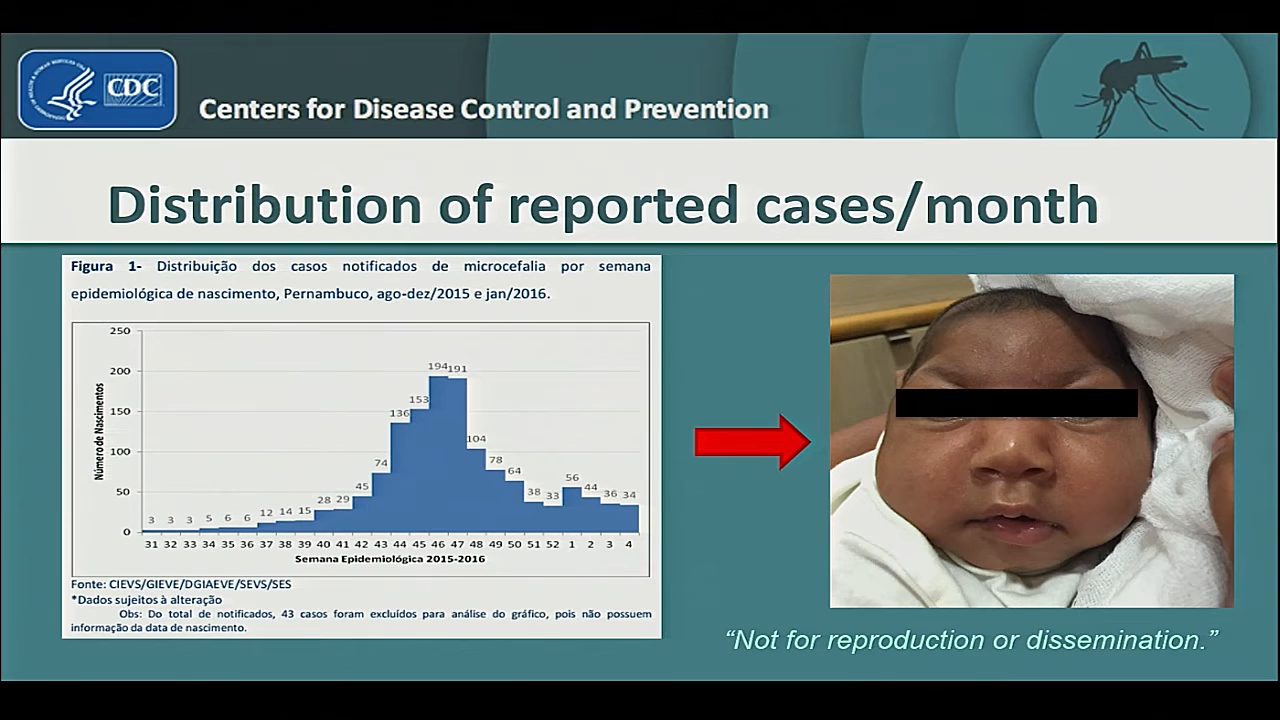 CDC
Centers for Disease Control and Prevention
Distribution of reported cases/month
Figura 1- Distribuição dos casos notificados de microcefalia por semana
epidemiológica de nascimento, Pernambuco, ago-dez/2015 e jan/2016.
Número de Nascimentos
250
200
150
100
50
0
3 3 3 5 6 6 12 14 15 28 29 45 74 136 153 194 191 104 78 64 38 33 56 44 36 34
31 32 33 34 35 36 37 38 39 40 41 42 43 44 45 46 47 48 49 50 51 52 1 2 3 4
Semana Epidemiológica 2015-2016
Fonte: CIEVS/GIEVE/DGIAEVE/SEVS/SES
*Dados sujeitos à alteração
Obs: Do total de notificados, 43 casos foram excluídos para análise do gráfico, pois não possuem
informação da data de nascimento.
“Not for reproduction or dissemination.”